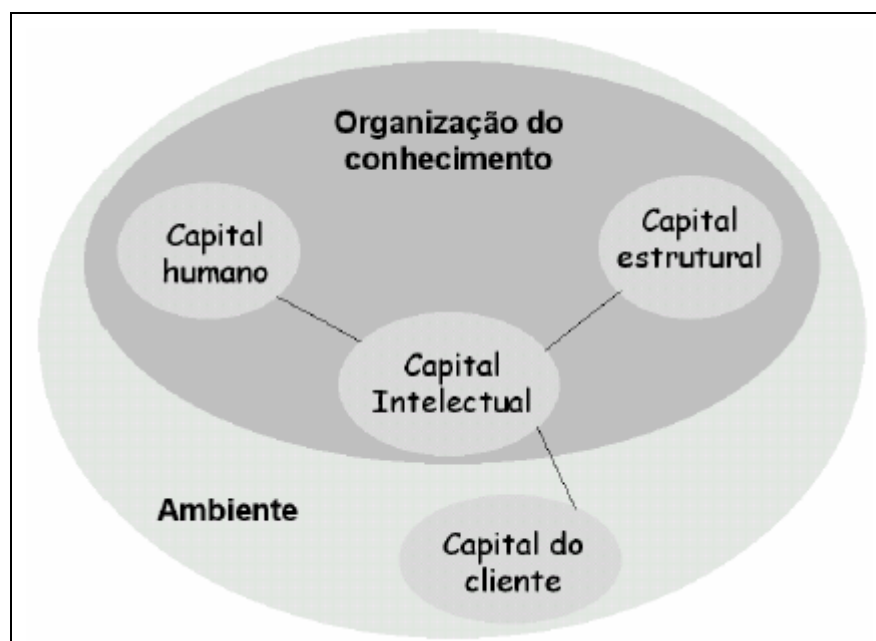 Organização do
conhecimento
Capital
humano
Capital
estrutural
Capital
Intelectual
Ambiente
Capital do
cliente